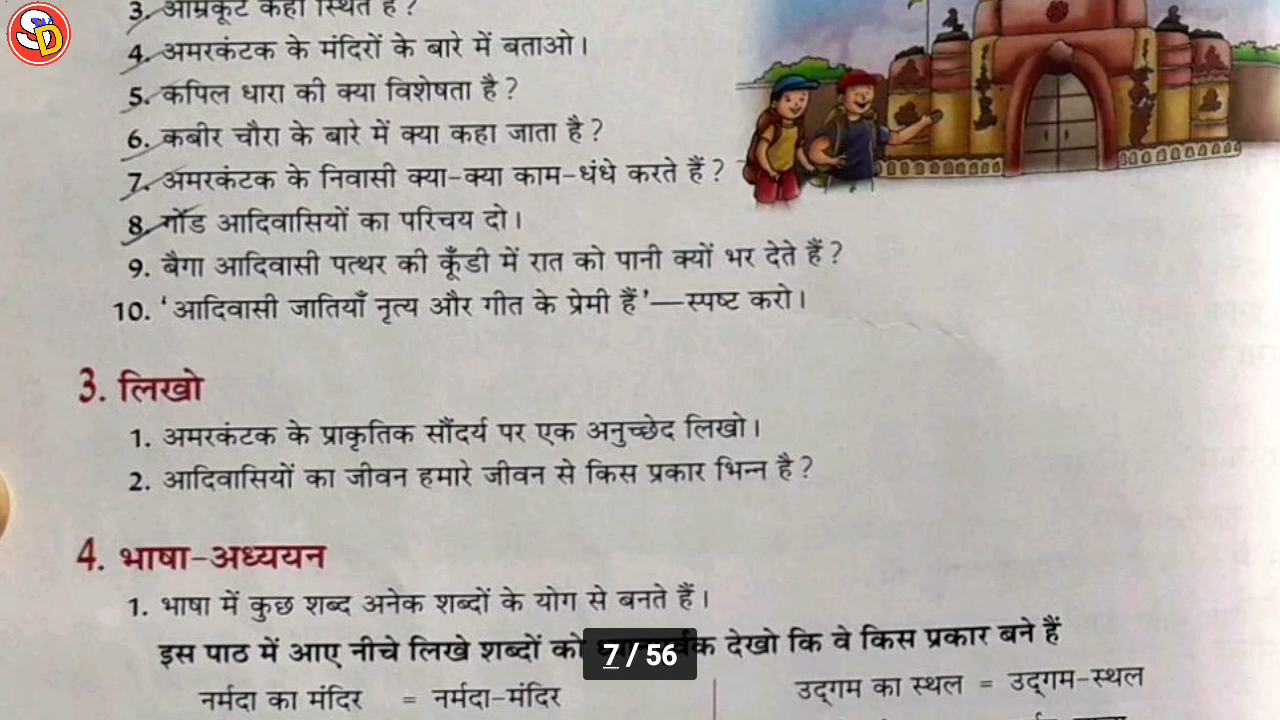 SD
3. आम्रकूट कहाँ स्थित है ?
4. अमरकंटक के मंदिरों के बारे में बताओ।
5. कपिल धारा की क्या विशेषता है ?
6. कबीर चौरा के बारे में क्या कहा जाता है ?
7. अमरकंटक के निवासी क्या-क्या काम-धंधे करते हैं ?
8. गोंड आदिवासियों का परिचय दो।
9. बैगा आदिवासी पत्थर की कूँडी में रात को पानी क्यों भर देते हैं ?
10. 'आदिवासी जातियाँ नृत्य और गीत के प्रेमी हैं'—स्पष्ट करो।
3. लिखो
1. अमरकंटक के प्राकृतिक सौंदर्य पर एक अनुच्छेद लिखो।
2. आदिवासियों का जीवन हमारे जीवन से किस प्रकार भिन्न है ?
4. भाषा-अध्ययन
1. भाषा में कुछ शब्द अनेक शब्दों के योग से बनते हैं।
इस पाठ में आए नीचे लिखे शब्दों को देखो कि वे किस प्रकार बने हैं
7 / 56
नर्मदा का मंदिर = नर्मदा-मंदिर
उद्‌गम का स्थल = उद्‌गम-स्थल